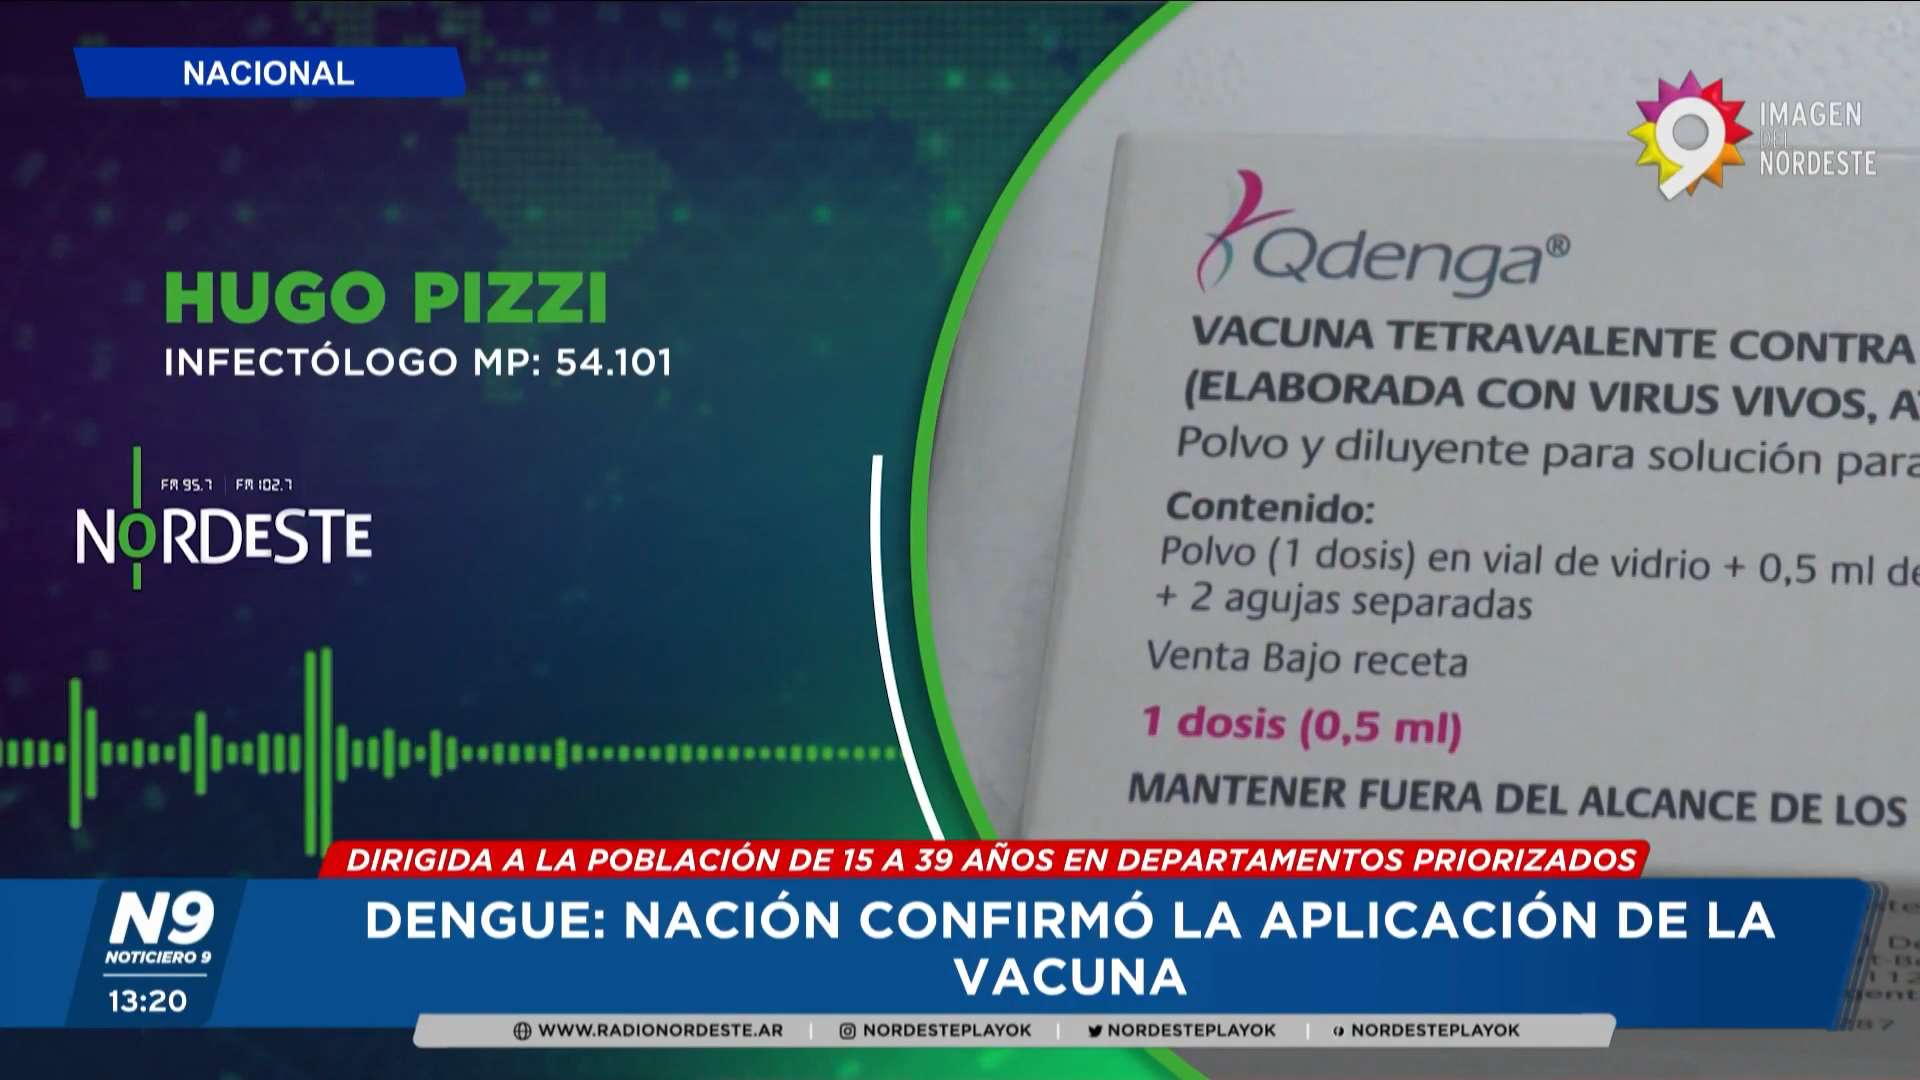 NACIONAL
IMAGEN
DEL
NORDESTE
9
HUGO PIZZI
INFECTÓLOGO MP: 54.101
FM 95.7 FM 102.7
NORDESTE
Qdenga®
VACUNA TETRAVALENTE CONTRA
(ELABORADA CON VIRUS VIVOS,
Polvo y diluyente para solución para
Contenido:
Polvo (1 dosis) en vial de vidrio + 0,5 ml de
+ 2 agujas separadas
Venta Bajo receta
1 dosis (0,5 ml)
MANTENER FUERA DEL ALCANCE DE LOS
DIRIGIDA A LA POBLACIÓN DE 15 A 39 AÑOS EN DEPARTAMENTOS PRIORIZADOS
DENGUE: NACIÓN CONFIRMÓ LA APLICACIÓN DE LA
VACUNA
N9
NOTICIERO 9
13:20
WWW.RADIONORDESTE.AR | NORDESTEPLAYOK | NORDESTEPLAYOK | NORDESTEPLAYOK